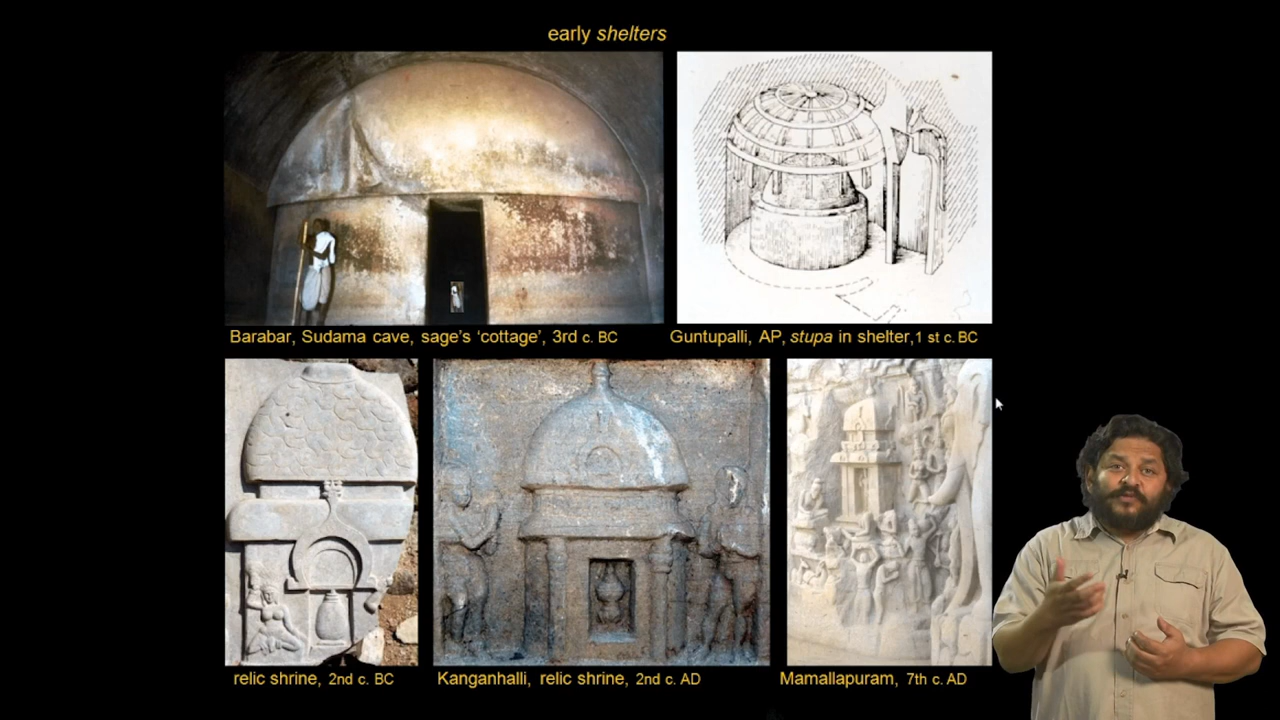 early shelters
Barabar, Sudama cave, sage's 'cottage', 3rd c. BC
Guntupalli, AP, stupa in shelter,1 st c. BC
relic shrine, 2nd c. BC
Kanganhalli, relic shrine, 2nd c. AD
Mamallapuram, 7th c. AD